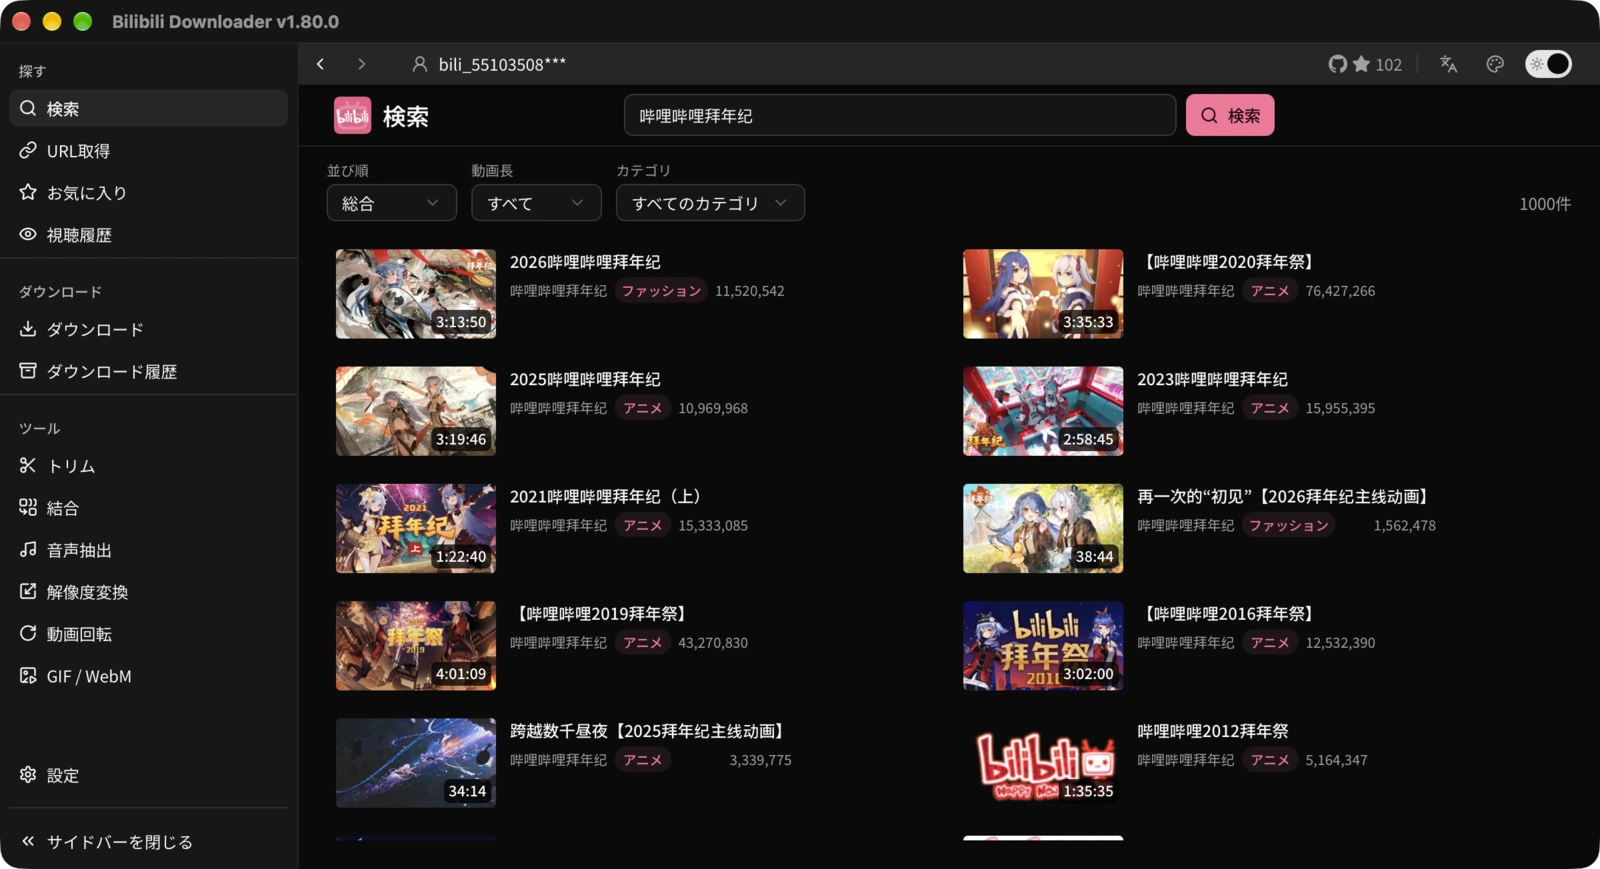 Bilibili Downloader v1.80.0
探す
検索
URL取得
お気に入り
視聴履歴
ダウンロード
ダウンロード
ダウンロード履歴
ツール
トリム
結合
音声抽出
解像度変換
動画回転
GIF / WebM
設定
サイドバーを閉じる
bili_55103508***
102
bilibili
検索
哔哩哔哩拜年纪
検索
並び順
動画長
カテゴリ
総合
すべて
すべてのカテゴリ
1000件
3:13:50
2026哔哩哔哩拜年纪
哔哩哔哩拜年纪 ファッション 11,520,542
3:35:33
【哔哩哔哩2020拜年祭】
哔哩哔哩拜年纪 アニメ 76,427,266
3:19:46
2025哔哩哔哩拜年纪
哔哩哔哩拜年纪 アニメ 10,969,968
拜年纪
2:58:45
2023哔哩哔哩拜年纪
哔哩哔哩拜年纪 アニメ 15,955,395
2021
拜年纪
上
1:22:40
2021哔哩哔哩拜年纪（上）
哔哩哔哩拜年纪 アニメ 15,333,085
38:44
再一次的“初见”【2026拜年纪主线动画】
哔哩哔哩拜年纪 ファッション 1,562,478
拜年祭
2019
4:01:09
【哔哩哔哩2019拜年祭】
哔哩哔哩拜年纪 アニメ 43,270,830
bilibili
拜年祭
3:02:00
【哔哩哔哩2016拜年祭】
哔哩哔哩拜年纪 アニメ 12,532,390
34:14
跨越数千昼夜【2025拜年纪主线动画】
哔哩哔哩拜年纪 アニメ 3,339,775
bilibili
HAPPY
1:35:35
哔哩哔哩2012拜年祭
哔哩哔哩拜年纪 アニメ 5,164,347